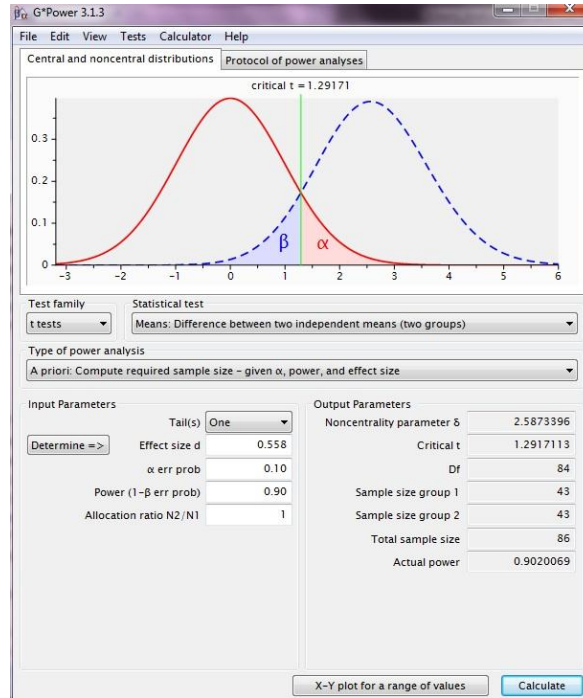 G*Power 3.1.3
File Edit View Tests Calculator Help
Central and noncentral distributions Protocol of power analyses
critical t = 1.29171
0.3
0.2
0.1
0
β α
-3 -2 -1 0 1 2 3 4 5 6
Test family Statistical test
t tests Means: Difference between two independent means (two groups)
Type of power analysis
A priori: Compute required sample size - given α, power, and effect size
Input Parameters Output Parameters
Tail(s) One Noncentrality parameter δ 2.5873396
Determine => Effect size d 0.558 Critical t 1.2917113
α err prob 0.10 Df 84
Power (1-β err prob) 0.90 Sample size group 1 43
Allocation ratio N2/N1 1 Sample size group 2 43
Total sample size 86
Actual power 0.9020069
X-Y plot for a range of values Calculate